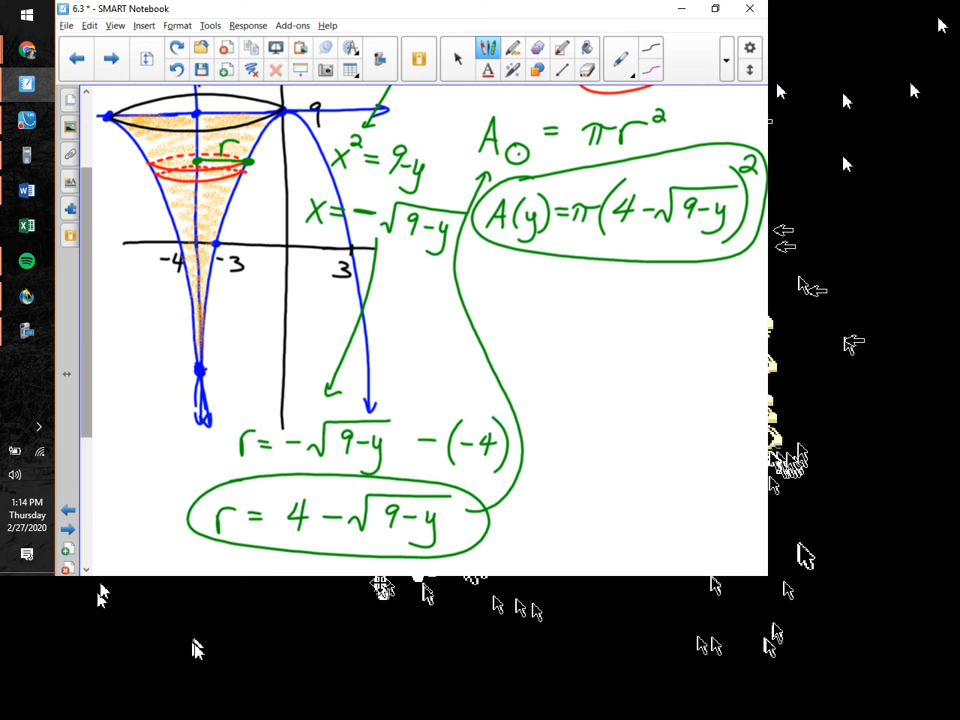 6.3 * - SMART Notebook
File Edit View Insert Format Tools Response Add-ons Help
9
r
x² = 9-y
x = -√(9-y)
A⊙ = πr²
A(y) = π(4-√(9-y))²
-4 -3 3
r = -√(9-y) - (-4)
r = 4 - √(9-y)
1:14 PM
Thursday
2/27/2020